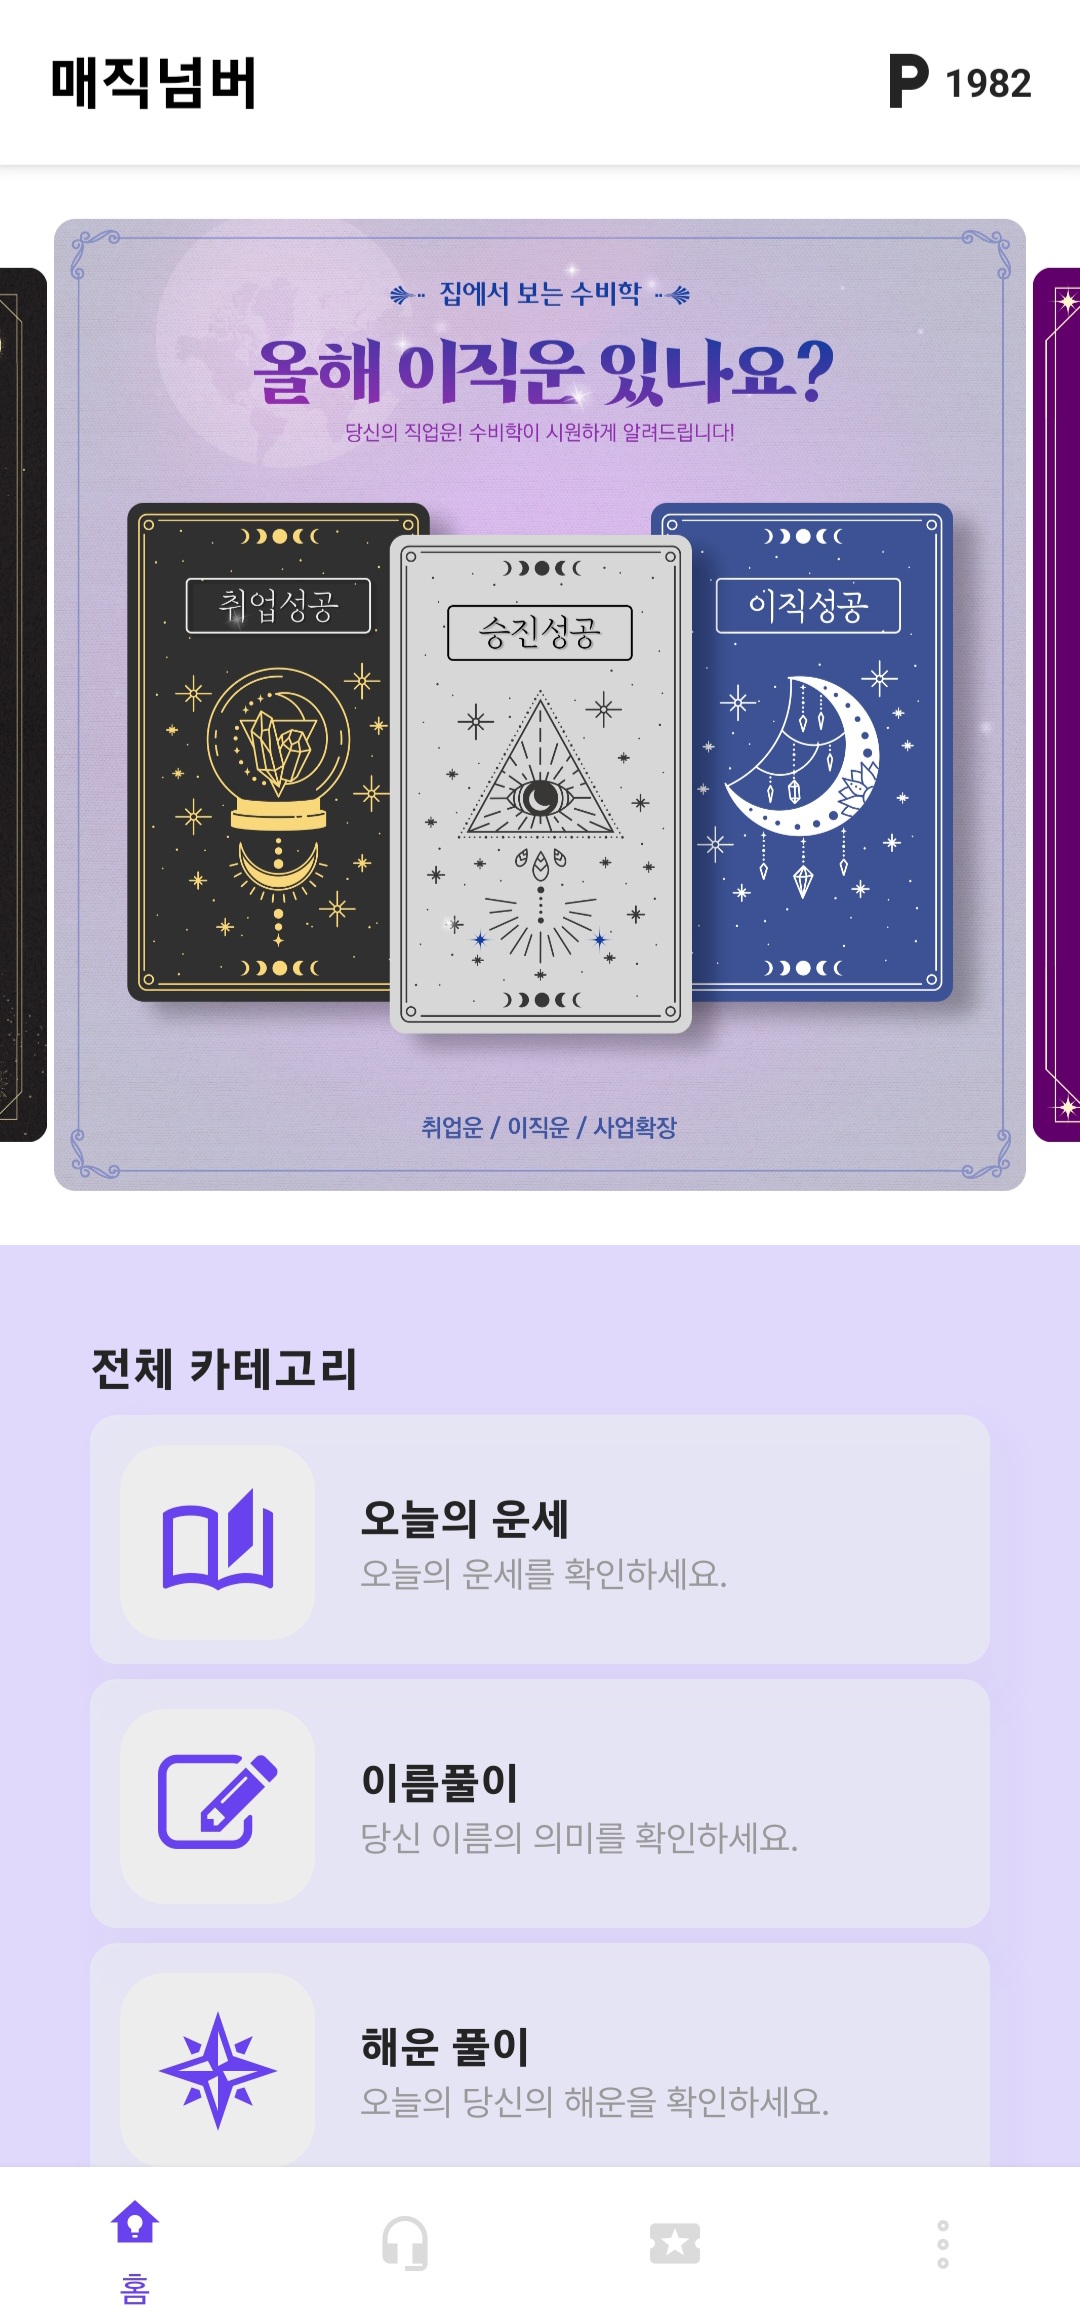 매직넘버
P 1982
집에서 보는 수비학
올해 이직운 있나요?
당신의 직업운! 수비학이 시원하게 알려드립니다!
취업성공
승진성공
이직성공
취업운 / 이직운 / 사업확장
전체 카테고리
오늘의 운세
오늘의 운세를 확인하세요.
이름풀이
당신 이름의 의미를 확인하세요.
해운 풀이
오늘의 당신의 해운을 확인하세요.
홈